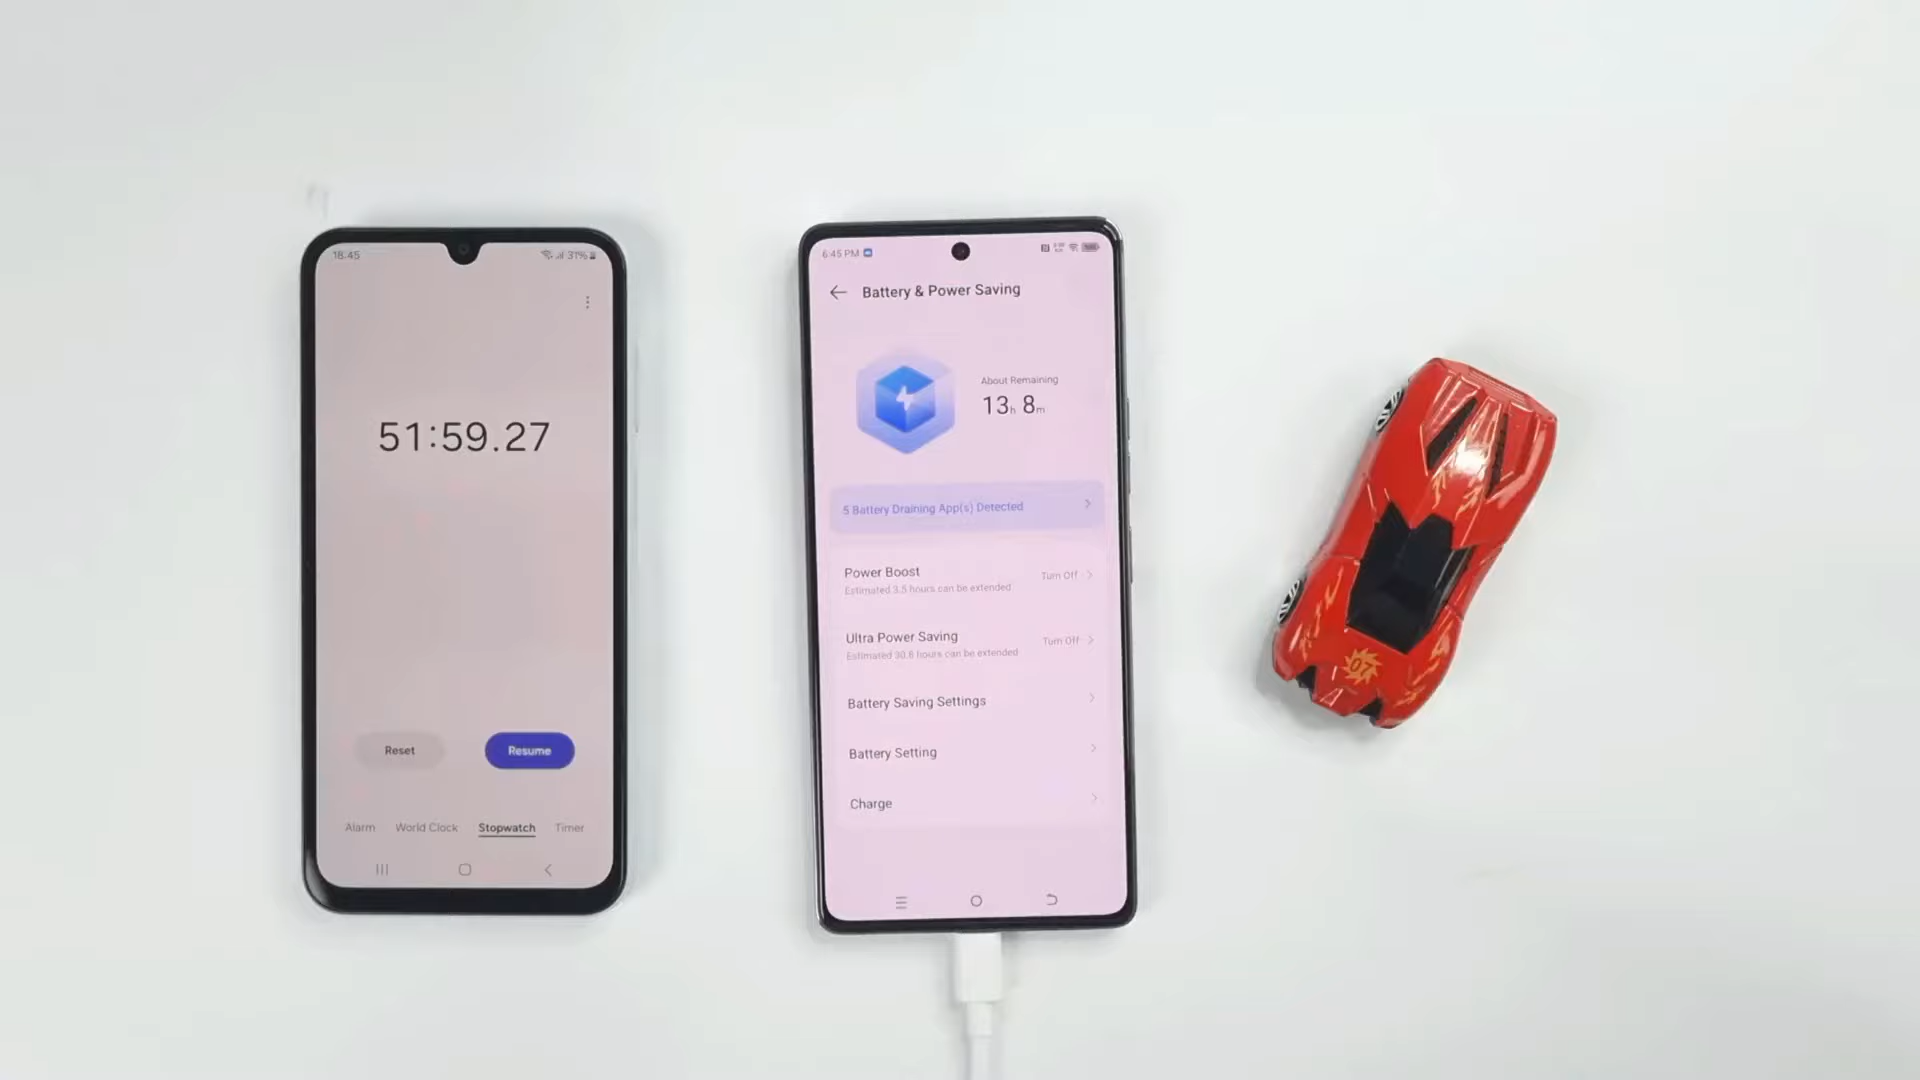 18:45
31%
51:59.27
Reset
Resume
Alarm World Clock Stopwatch Timer
6:45 PM
Battery & Power Saving
About Remaining
13h 8m
5 Battery Draining App(s) Detected
Power Boost
Estimated 3.5 hours can be extended
Turn Off
Ultra Power Saving
Estimated 30.6 hours can be extended
Turn Off
Battery Saving Settings
Battery Setting
Charge
07